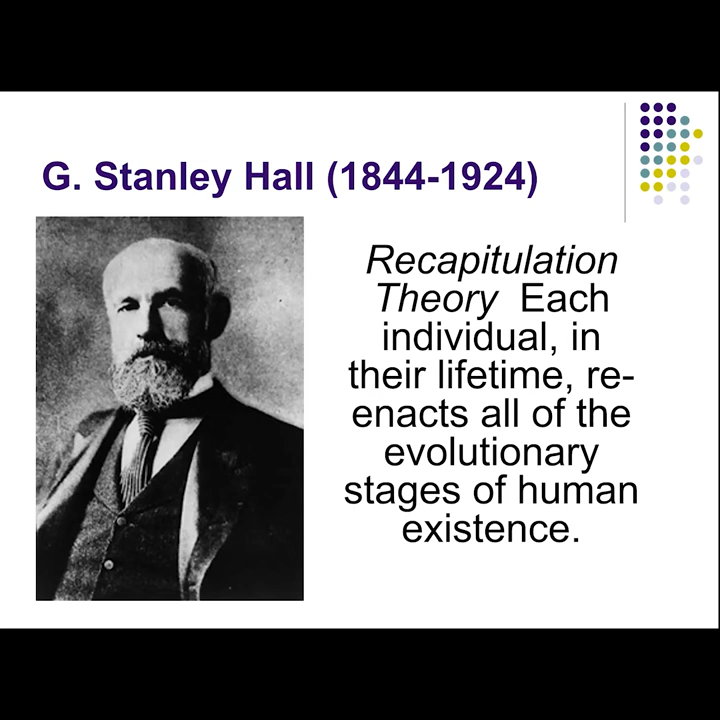 G. Stanley Hall (1844-1924)
Recapitulation
Theory Each
individual, in
their lifetime, re-
enacts all of the
evolutionary
stages of human
existence.